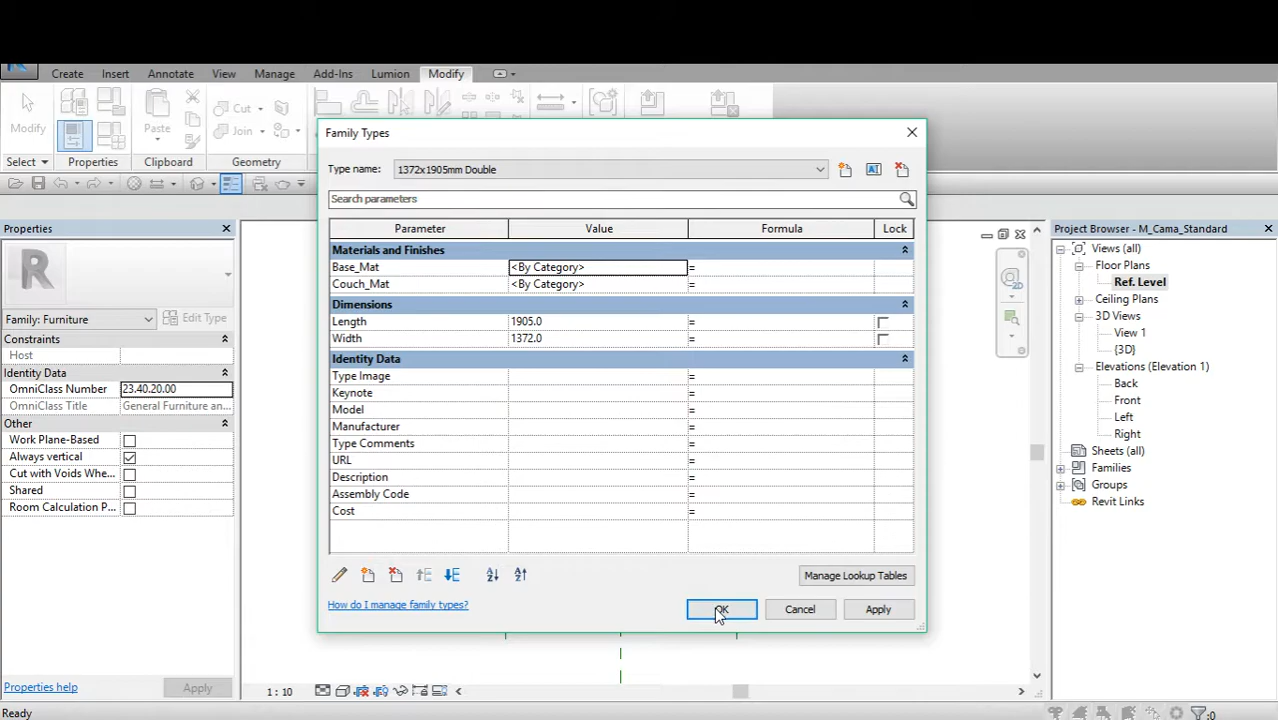 Create Insert Annotate View Manage Add-Ins Lumion Modify
Modify Paste Cut Join
Select Properties Clipboard Geometry
Family Types
Type name: 1372x1905mm Double
Search parameters
Parameter Value Formula Lock
Materials and Finishes
Base_Mat <By Category> =
Couch_Mat <By Category> =
Dimensions
Length 1905.0 =
Width 1372.0 =
Identity Data
Type Image =
Keynote =
Model =
Manufacturer =
Type Comments =
URL =
Description =
Assembly Code =
Cost =
Manage Lookup Tables
How do I manage family types?
OK Cancel Apply
Properties
R
Family: Furniture Edit Type
Constraints
Host
Identity Data
OmniClass Number 23.40.20.00
OmniClass Title General Furniture an...
Other
Work Plane-Based
Always vertical
Cut with Voids Whe...
Shared
Room Calculation P...
Properties help Apply
Project Browser - M_Cama_Standard
Views (all)
Floor Plans
Ref. Level
Ceiling Plans
3D Views
View 1
{3D}
Elevations (Elevation 1)
Back
Front
Left
Right
Sheets (all)
Families
Groups
Revit Links
1 : 10
Ready
:0